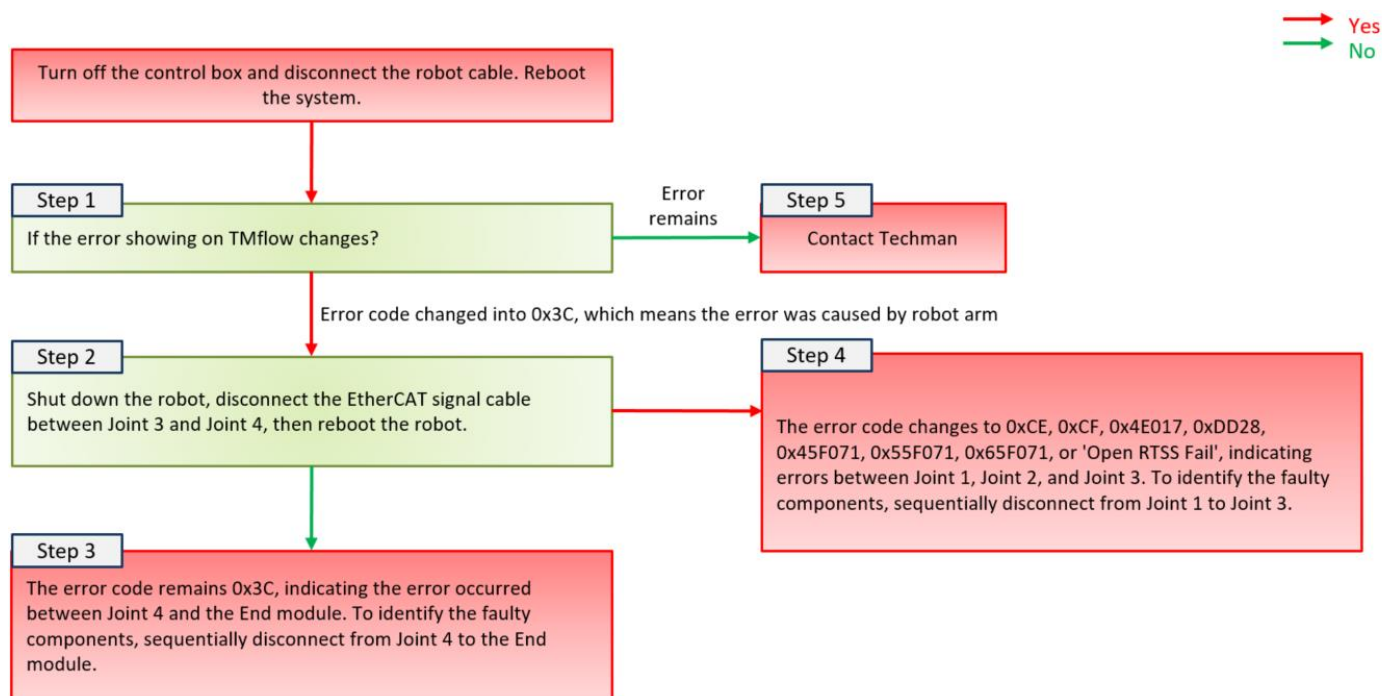 Yes
No
Turn off the control box and disconnect the robot cable. Reboot
the system.
Step 1
If the error showing on TMflow changes?
Error
remains
Step 5
Contact Techman
Error code changed into 0x3C, which means the error was caused by robot arm
Step 2
Shut down the robot, disconnect the EtherCAT signal cable
between Joint 3 and Joint 4, then reboot the robot.
Step 4
The error code changes to 0xCE, 0xCF, 0x4E017, 0xDD28,
0x45F071, 0x55F071, 0x65F071, or 'Open RTSS Fail', indicating
errors between Joint 1, Joint 2, and Joint 3. To identify the faulty
components, sequentially disconnect from Joint 1 to Joint 3.
Step 3
The error code remains 0x3C, indicating the error occurred
between Joint 4 and the End module. To identify the faulty
components, sequentially disconnect from Joint 4 to the End
module.